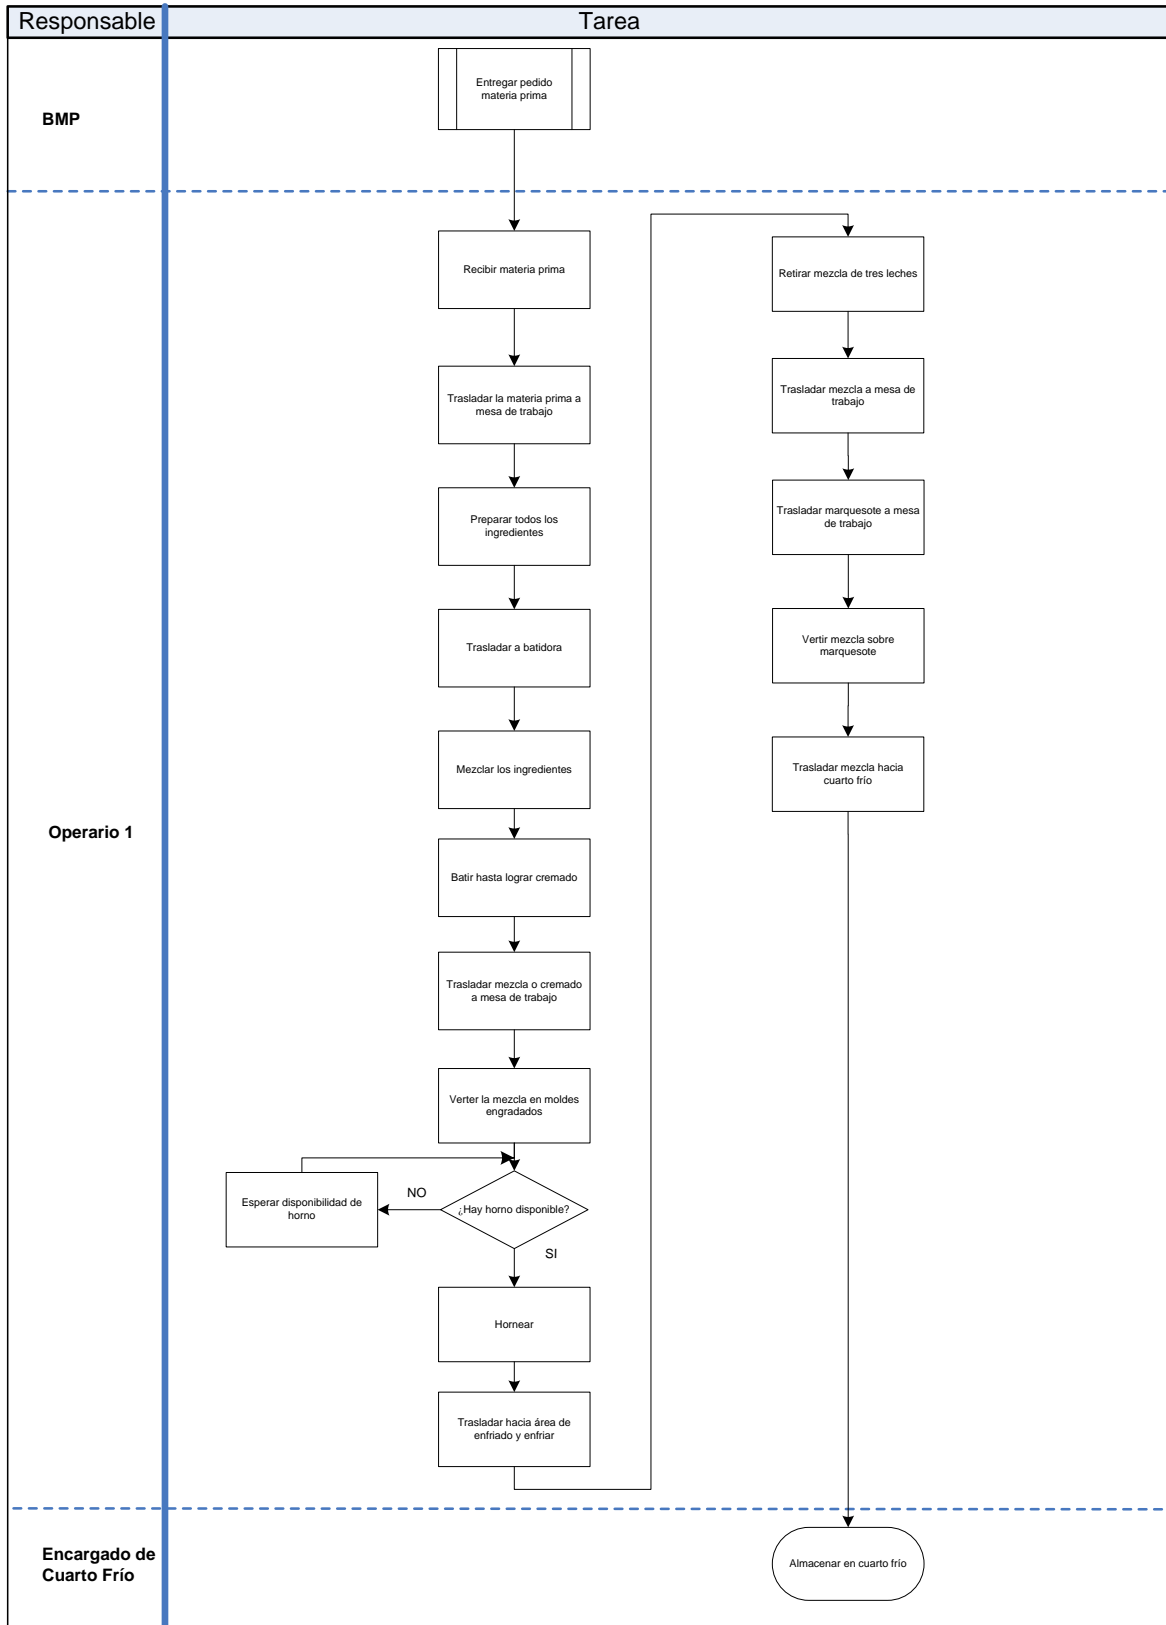 Responsable
Tarea
BMP
Entregar pedido
materia prima
Operario 1
Recibir materia prima
Trasladar la materia prima a
mesa de trabajo
Preparar todos los
ingredientes
Trasladar a batidora
Mezclar los ingredientes
Batir hasta lograr cremado
Trasladar mezcla o cremado
a mesa de trabajo
Verter la mezcla en moldes
engradados
Esperar disponibilidad de
horno
NO
¿Hay horno disponible?
SI
Hornear
Trasladar hacia área de
enfriado y enfriar
Retirar mezcla de tres leches
Trasladar mezcla a mesa de
trabajo
Trasladar marquesote a mesa
de trabajo
Vertir mezcla sobre
marquesote
Trasladar mezcla hacia
cuarto frío
Encargado de
Cuarto Frío
Almacenar en cuarto frío